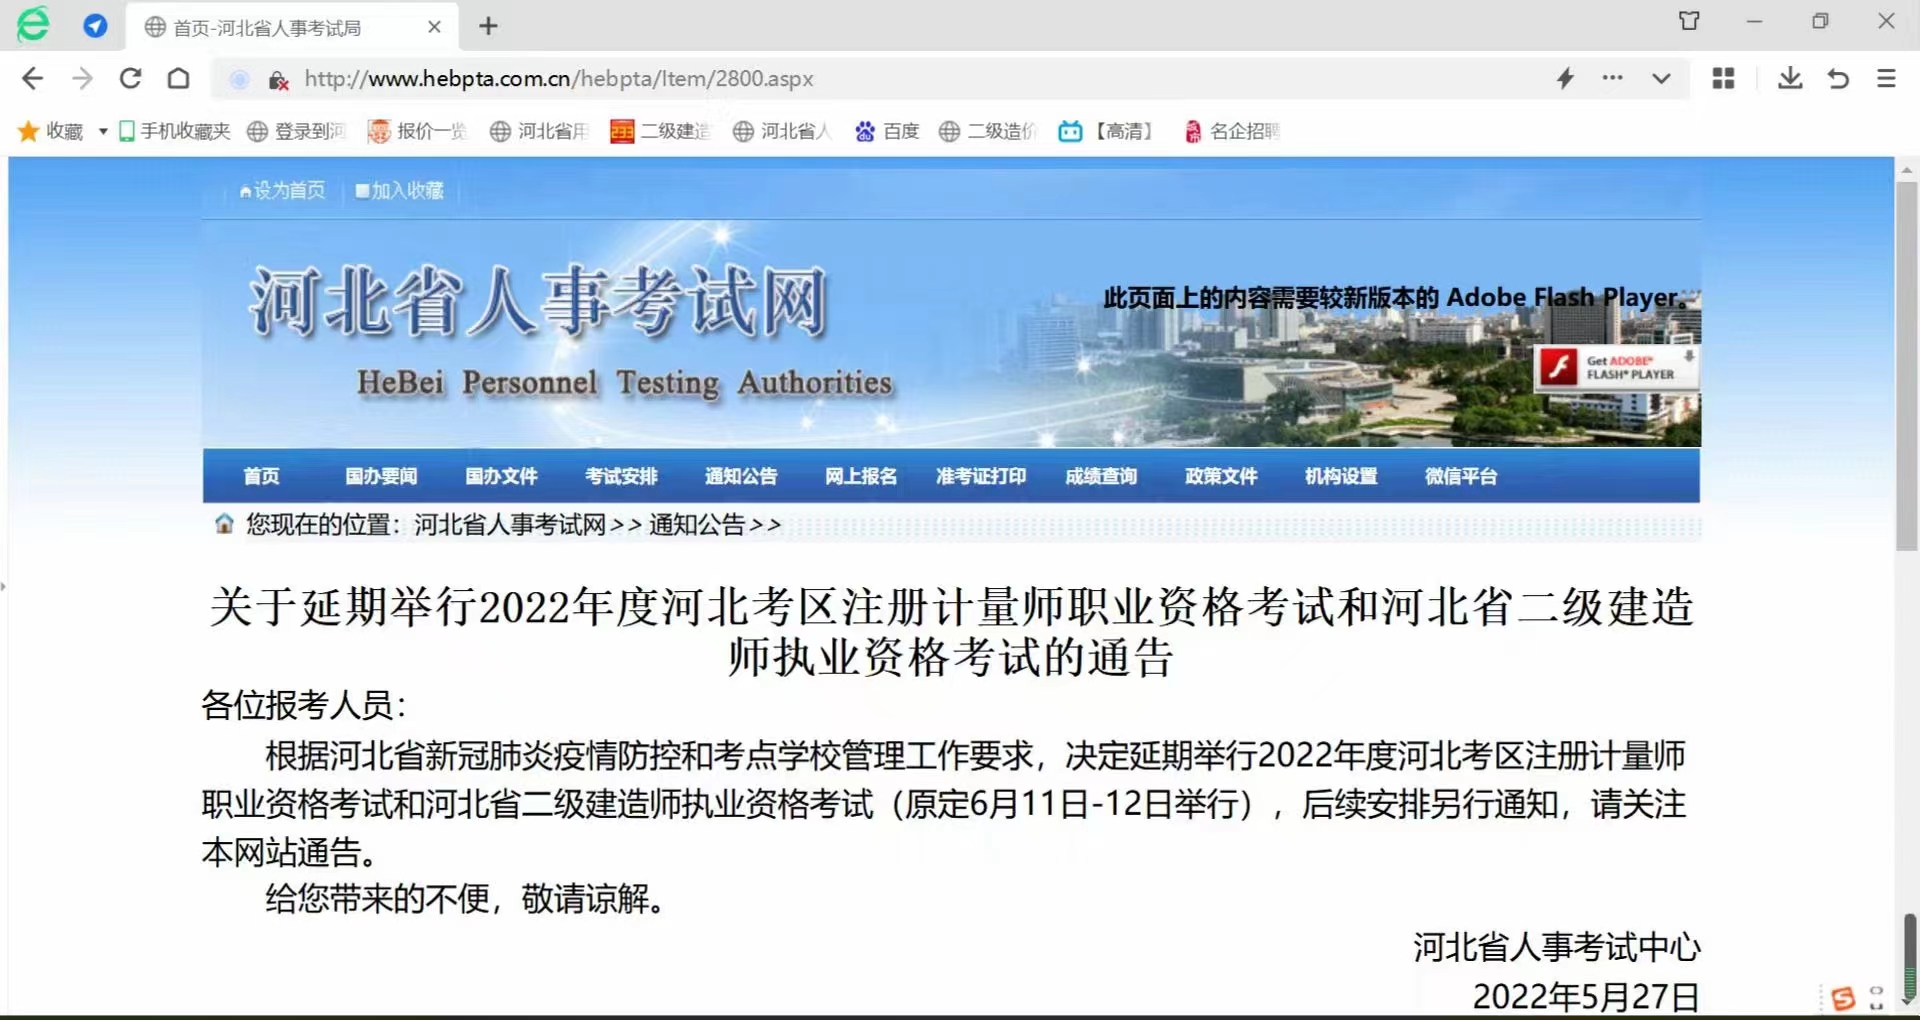 首页-河北省人事考试局
http://www.hebpta.com.cn/hebpta/Item/2800.aspx
收藏 手机收藏夹 登录到河 报价一览 河北省用 二级建造 河北省人 百度 二级造价 【高清】 名企招聘
设为首页 加入收藏
河北省人事考试网
HeBei Personnel Testing Authorities
此页面上的内容需要较新版本的 Adobe Flash Player。
Get ADOBE®
FLASH® PLAYER
首页 国办要闻 国办文件 考试安排 通知公告 网上报名 准考证打印 成绩查询 政策文件 机构设置 微信平台
您现在的位置：河北省人事考试网>>通知公告>>
关于延期举行2022年度河北考区注册计量师职业资格考试和河北省二级建造
师执业资格考试的通告
各位报考人员：
根据河北省新冠肺炎疫情防控和考点学校管理工作要求，决定延期举行2022年度河北考区注册计量师
职业资格考试和河北省二级建造师执业资格考试（原定6月11日-12日举行），后续安排另行通知，请关注
本网站通告。
给您带来的不便，敬请谅解。
河北省人事考试中心
2022年5月27日